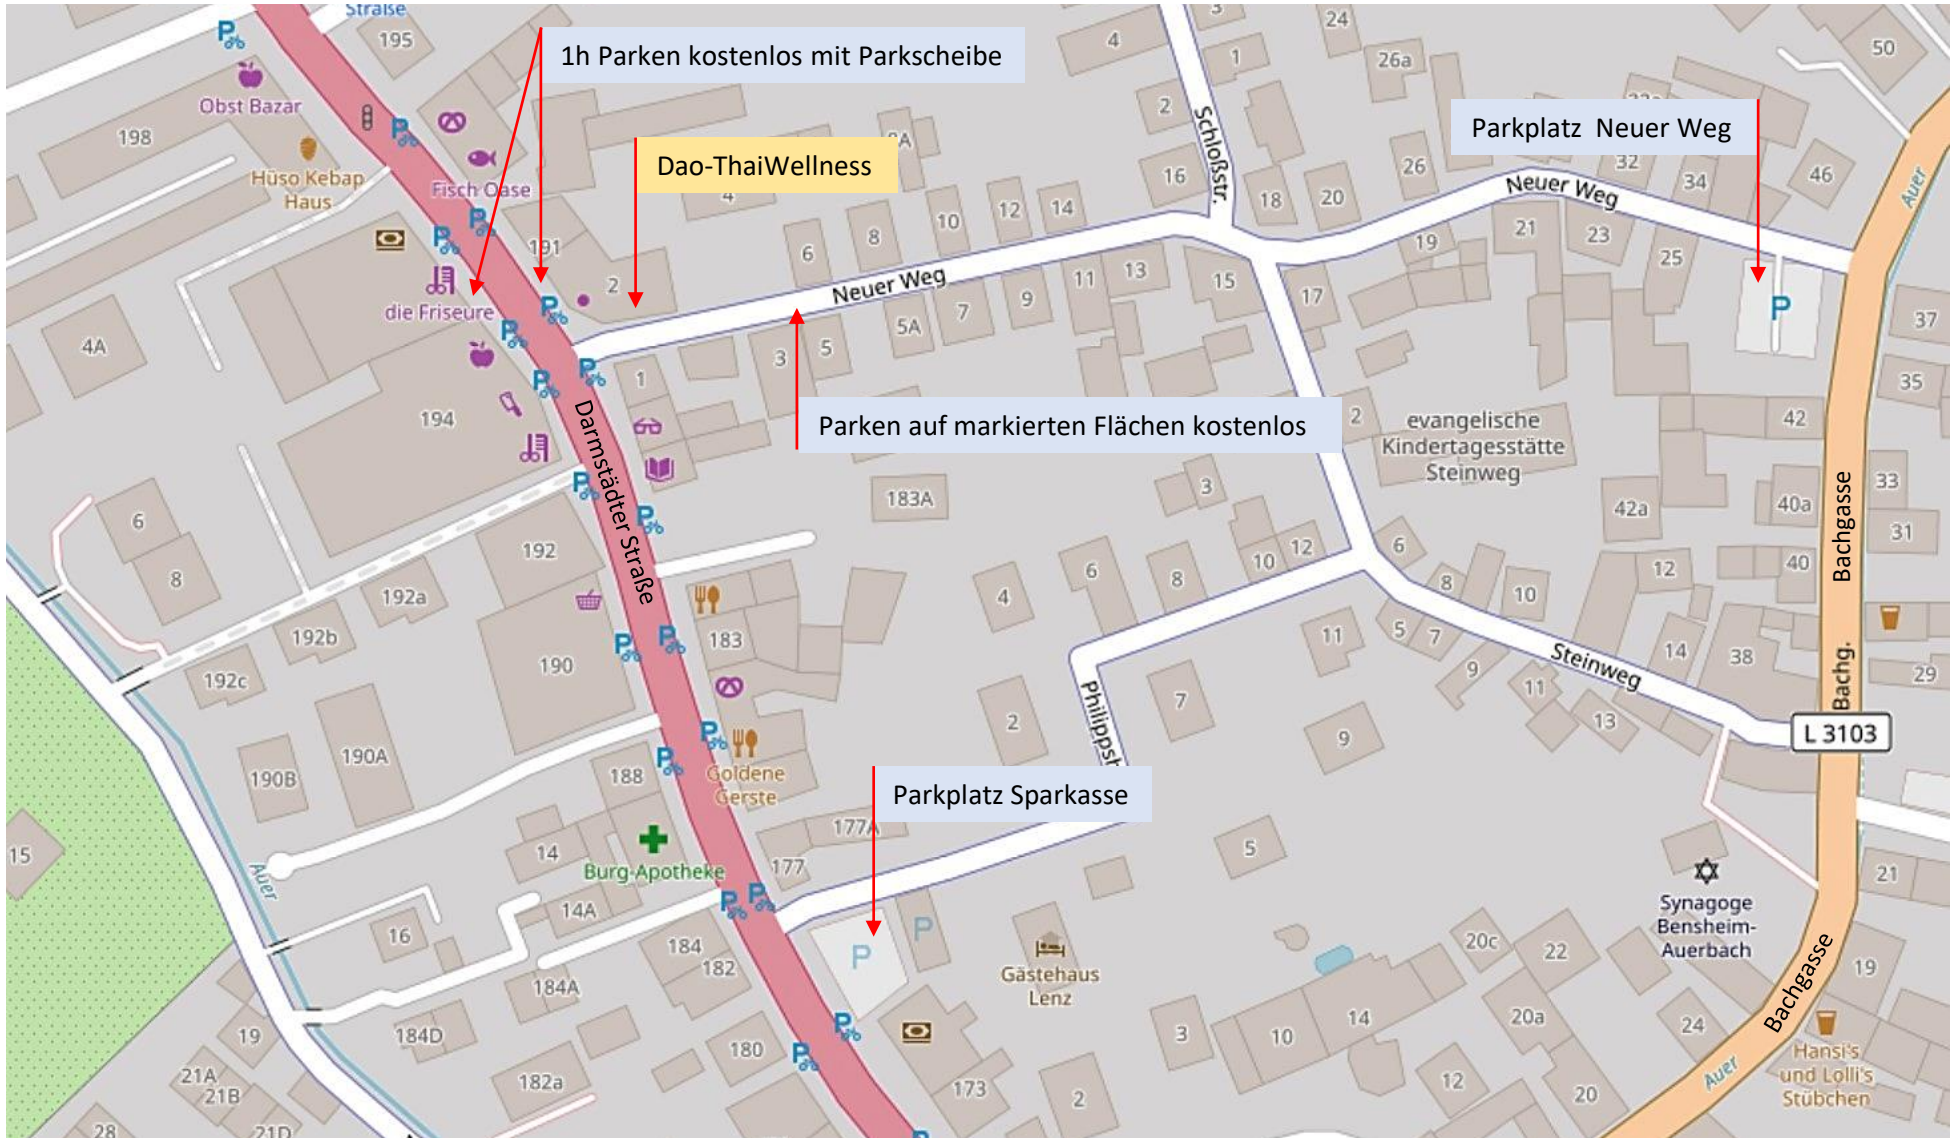 Straße
195
1h Parken kostenlos mit Parkscheibe
4
3
1
24
26a
50
Obst Bazar
198
2
Schloßstr.
Parkplatz Neuer Weg
Hüso Kebap
Haus
Fisch Oase
Dao-ThaiWellness
4
16
18
20
26
32
34
46
Neuer Weg
Auer
191
2
6
8
10
12
14
Neuer Weg
11
13
15
17
19
21
23
25
P
37
die Friseure
4A
3
5
5A
7
9
1
35
194
Parken auf markierten Flächen kostenlos
2
evangelische
Kindertagesstätte
Steinweg
42
Darmstädter Straße
183A
3
42a
40a
33
31
Bachgasse
6
8
192
192a
192b
192c
4
6
8
10
12
6
8
10
12
40
183
190
11
5
7
9
11
13
Steinweg
14
38
29
Bachg.
L 3103
2
7
9
Philippsh
190B
190A
188
Goldene
Gerste
Parkplatz Sparkasse
15
Auer
14
Burg-Apotheke
177A
177
5
21
14A
16
184
182
P
P
Gästehaus
Lenz
Synagoge
Bensheim-
Auerbach
20c
22
19
Bachgasse
184A
184D
19
180
3
10
14
20a
24
Hansi's
und Lolli's
Stübchen
Auer
21A
21B
182a
173
2
12
20
28
21D